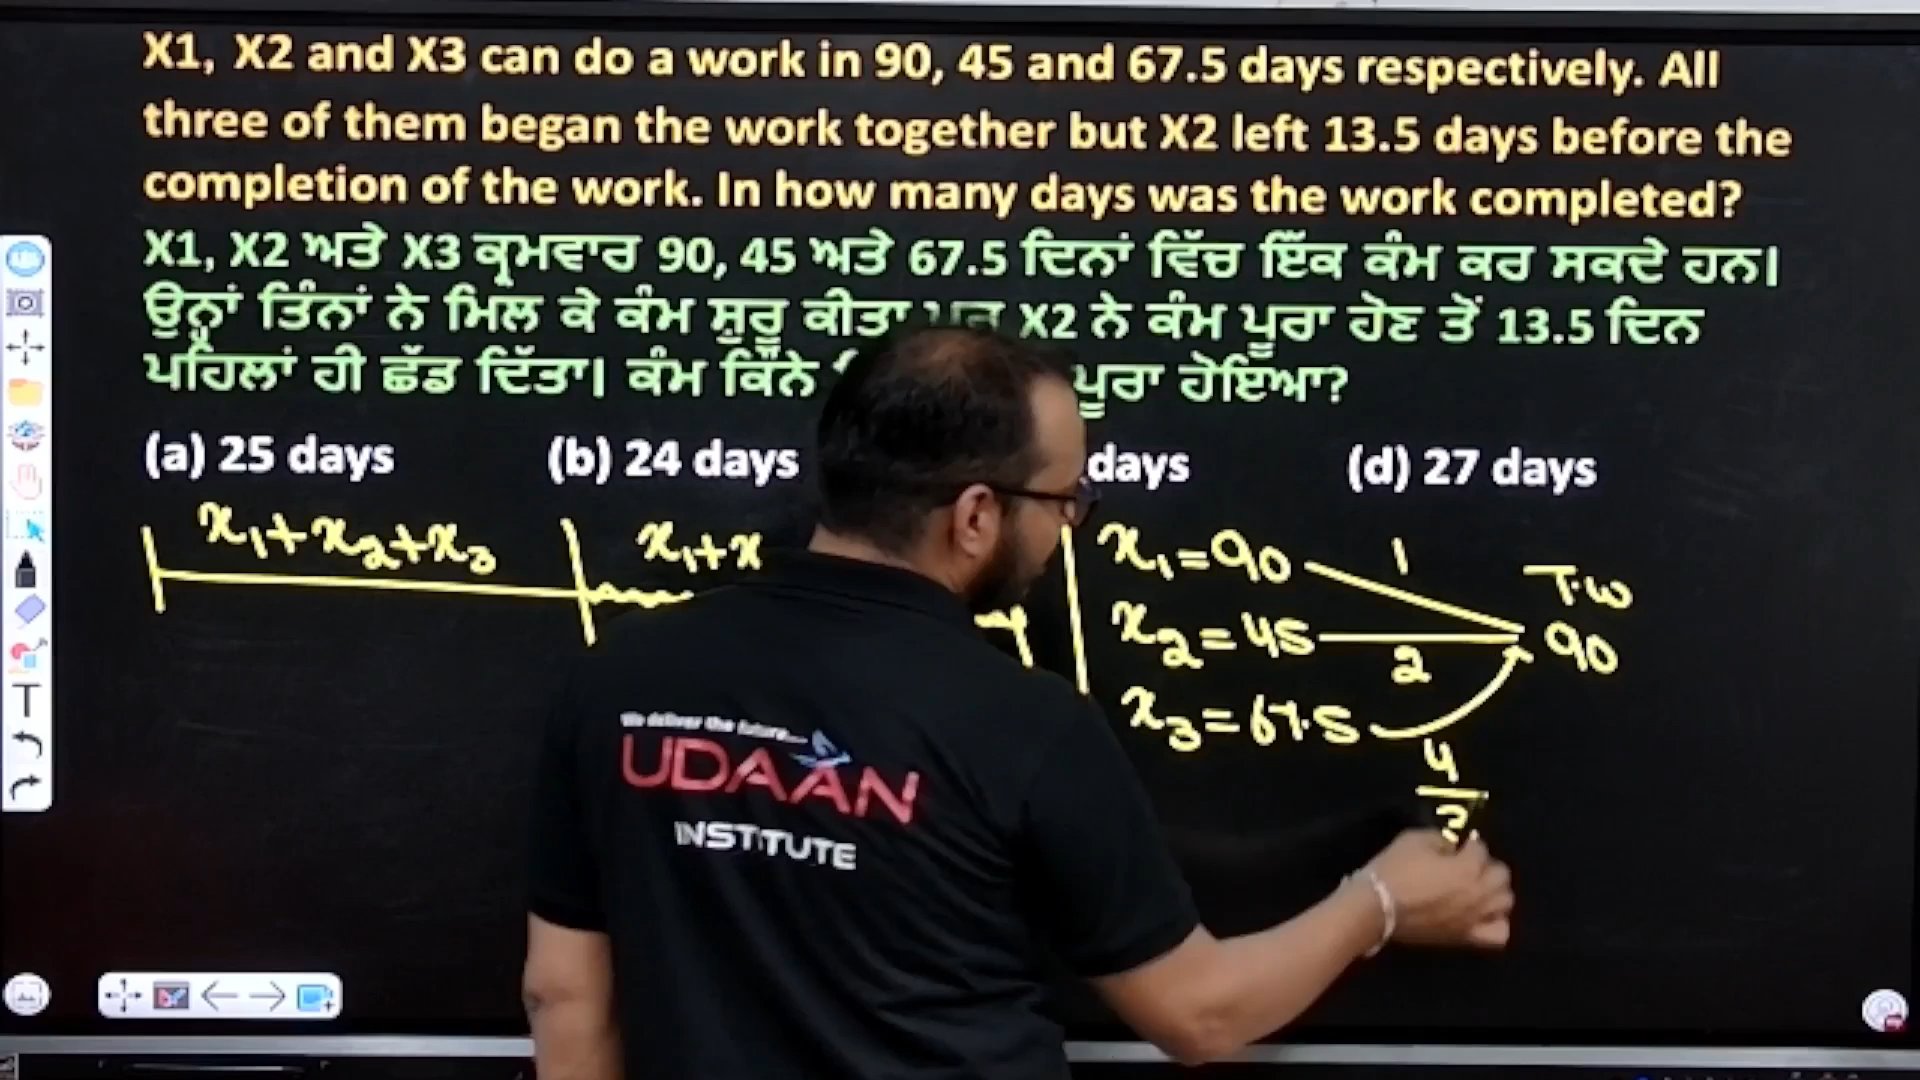 X1, X2 and X3 can do a work in 90, 45 and 67.5 days respectively. All
three of them began the work together but X2 left 13.5 days before the
completion of the work. In how many days was the work completed?
X1, X2 ਅਤੇ X3 ਕ੍ਰਮਵਾਰ 90, 45 ਅਤੇ 67.5 ਦਿਨਾਂ ਵਿੱਚ ਇੱਕ ਕੰਮ ਕਰ ਸਕਦੇ ਹਨ।
ਉਨ੍ਹਾਂ ਤਿੰਨਾਂ ਨੇ ਮਿਲ ਕੇ ਕੰਮ ਸ਼ੁਰੂ ਕੀਤਾ X2 ਨੇ ਕੰਮ ਪੂਰਾ ਹੋਣ ਤੋਂ 13.5 ਦਿਨ
ਪਹਿਲਾਂ ਹੀ ਛੱਡ ਦਿੱਤਾ। ਕੰਮ ਕਿੰਨੇ ਪੂਰਾ ਹੋਇਆ?
(a) 25 days (b) 24 days days (d) 27 days
x₁+x₂+x₃ x₁+x
x₁=90 1 T.W
x₂=45 2 90
x₃=67.5
4
We deliver the future...
UDAAN
INSTITUTE